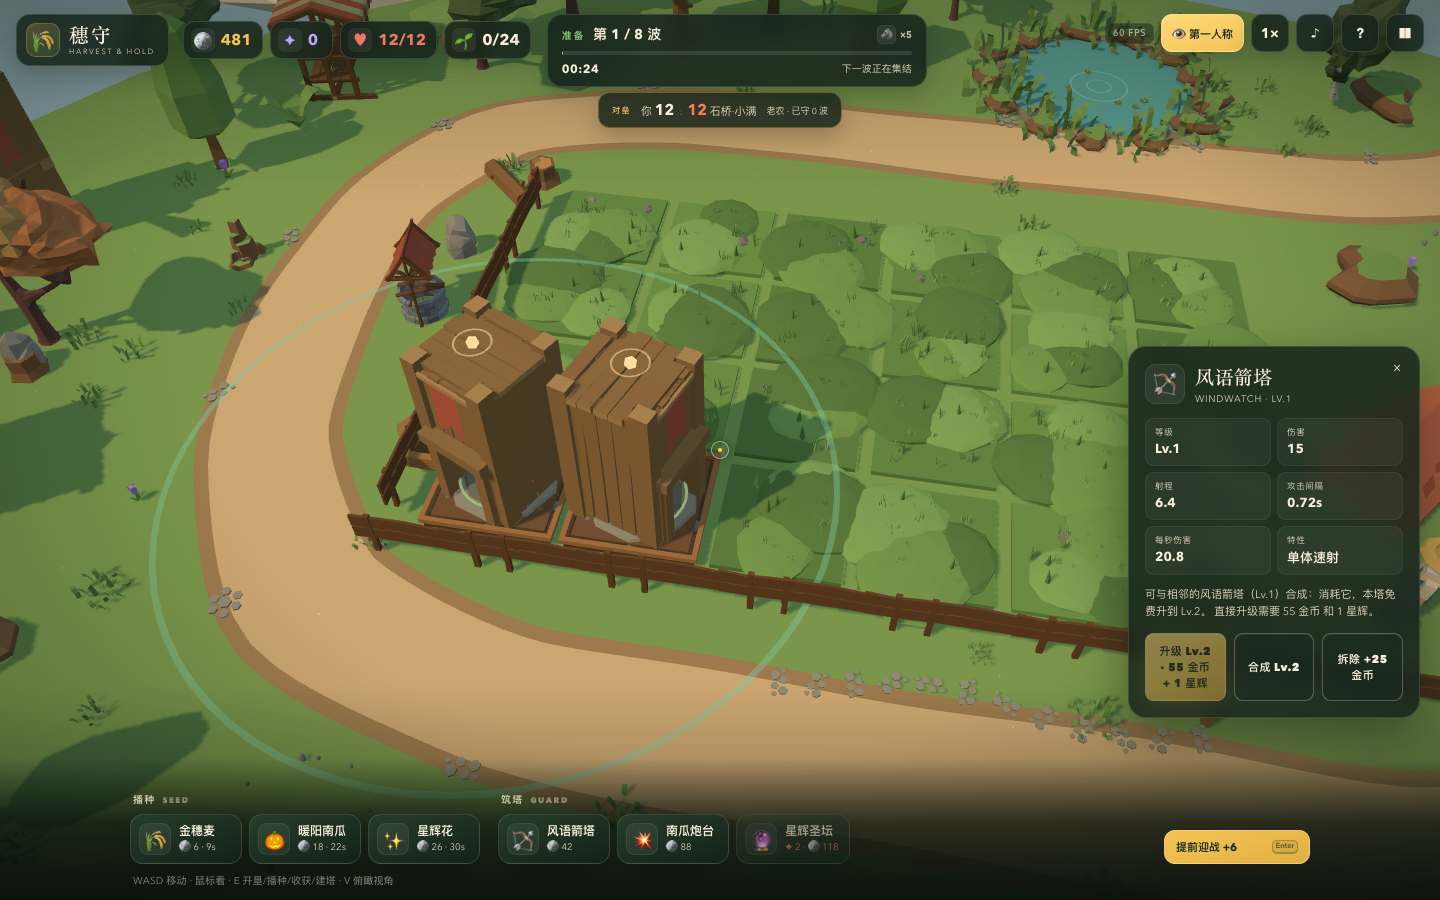 穗守
HARVEST & HOLD
481
0
12/12
0/24
准备 第 1 / 8 波
×5
00:24
下一波正在集结
对垒 你 12 : 12 石桥·小满 老农 · 已守 0 波
60 FPS
第一人称
1×
♪
?
风语箭塔
×
WINDWATCH · LV.1
等级
Lv.1
伤害
15
射程
6.4
攻击间隔
0.72s
每秒伤害
20.8
特性
单体速射
可与相邻的风语箭塔（Lv.1）合成：消耗它，本塔免
费升到 Lv.2。 直接升级需要 55 金币 和 1 星辉。
升级 Lv.2
· 55 金币
+ 1 星辉
合成 Lv.2
拆除 +25
金币
播种 SEED
金穗麦
6 · 9s
暖阳南瓜
18 · 22s
星辉花
26 · 30s
筑塔 GUARD
风语箭塔
42
南瓜炮台
88
星辉圣坛
2 · 118
提前迎战 +6
Enter
WASD 移动 · 鼠标看 · E 开垦/播种/收获/建塔 · V 俯瞰视角